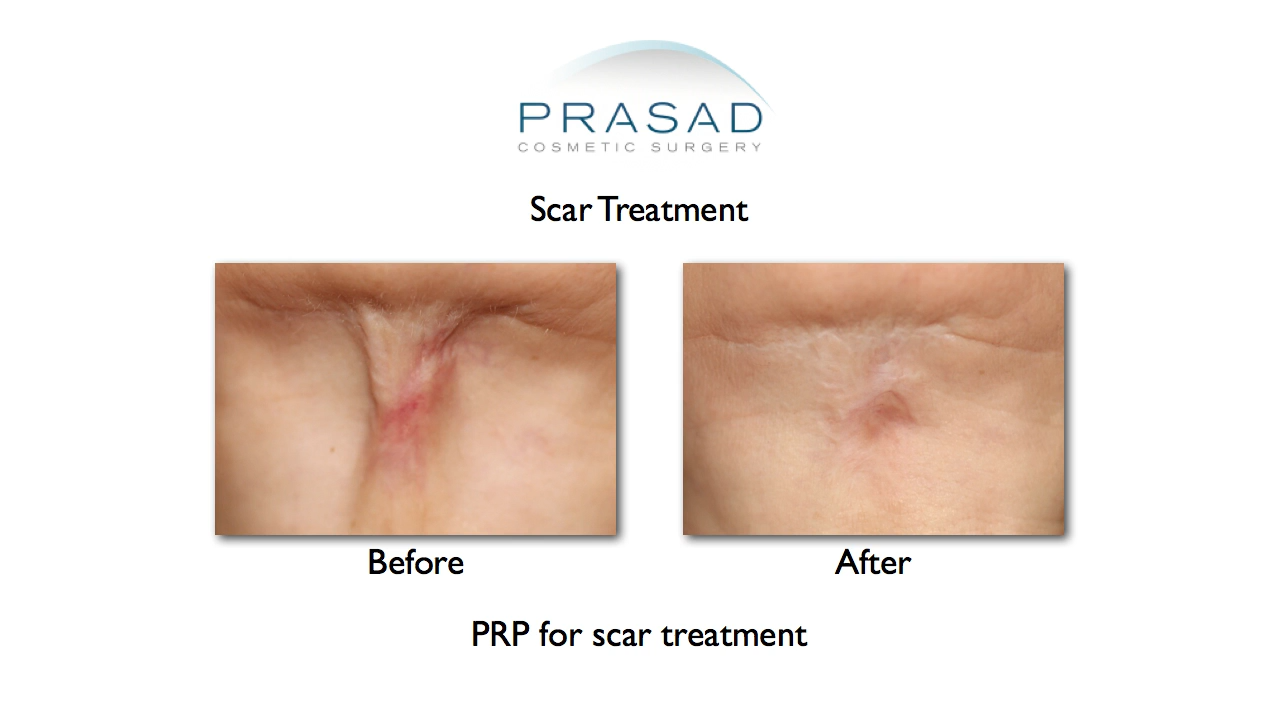 PRASAD
COSMETIC SURGERY
Scar Treatment
Before
After
PRP for scar treatment